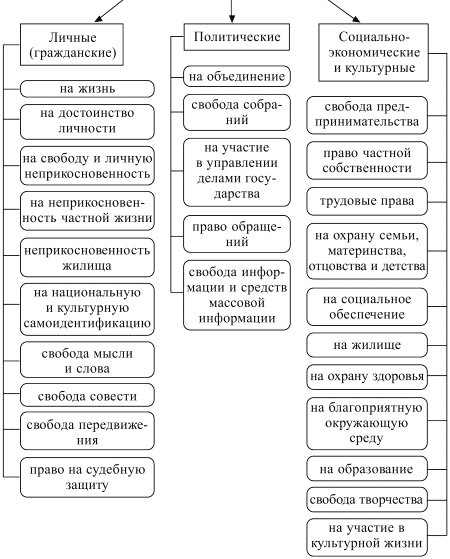 Личные
(гражданские)
на жизнь
на достоинство
личности
на свободу и личную
неприкосновенность
на неприкосновен-
ность частной жизни
неприкосновенность
жилища
на национальную
и культурную
самоидентификацию
свобода мысли
и слова
свобода совести
свобода передвиже-
ния
право на судебную
защиту
Политические
на объединение
свобода собра-
ний
на участие
в управлении
делами госу-
дарства
право обраще-
ний
свобода инфор-
мации и средств
массовой
информации
Социально-
экономические
и культурные
свобода пред-
принимательства
право частной
собственности
трудовые права
на охрану семьи,
материнства,
отцовства и детства
на социальное
обеспечение
на жилище
на охрану здоровья
на благоприятную
окружающую
среду
на образование
свобода творчества
на участие в
культурной жизни